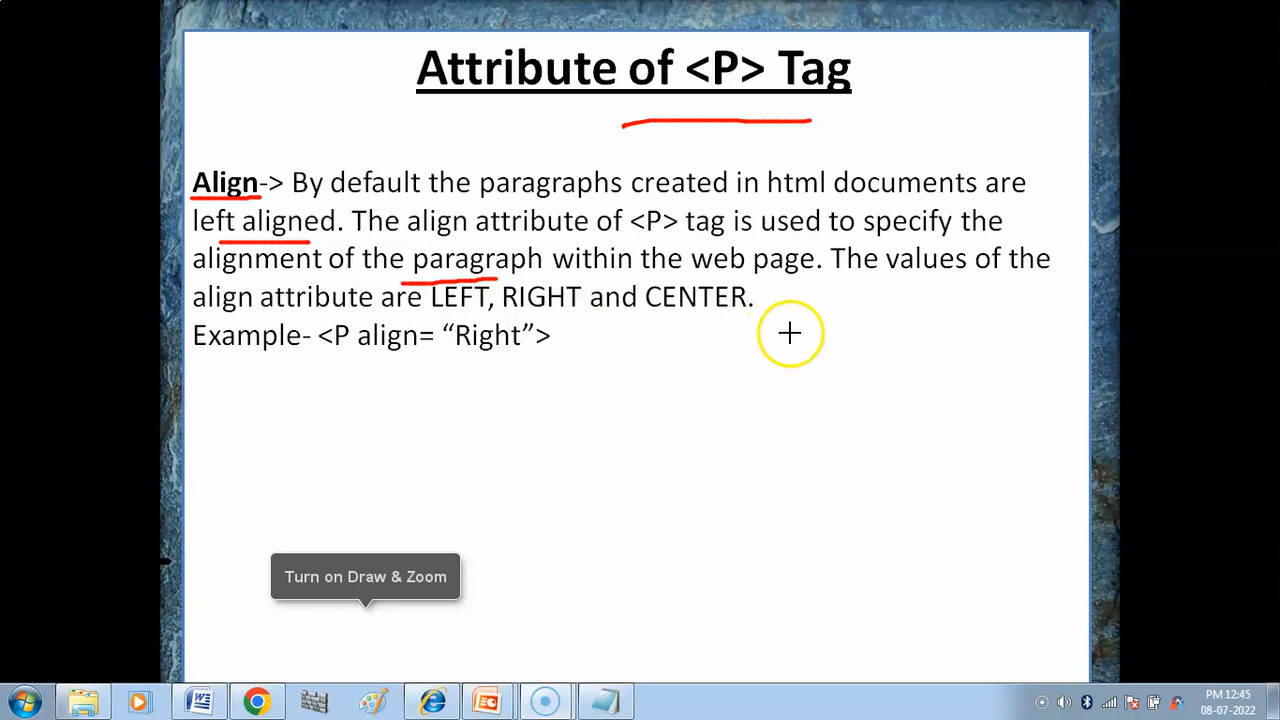 Attribute of <P> Tag
Align-> By default the paragraphs created in html documents are
left aligned. The align attribute of <P> tag is used to specify the
alignment of the paragraph within the web page. The values of the
align attribute are LEFT, RIGHT and CENTER.
Example- <P align= “Right”>
Turn on Draw & Zoom
PM 12:45
08-07-2022